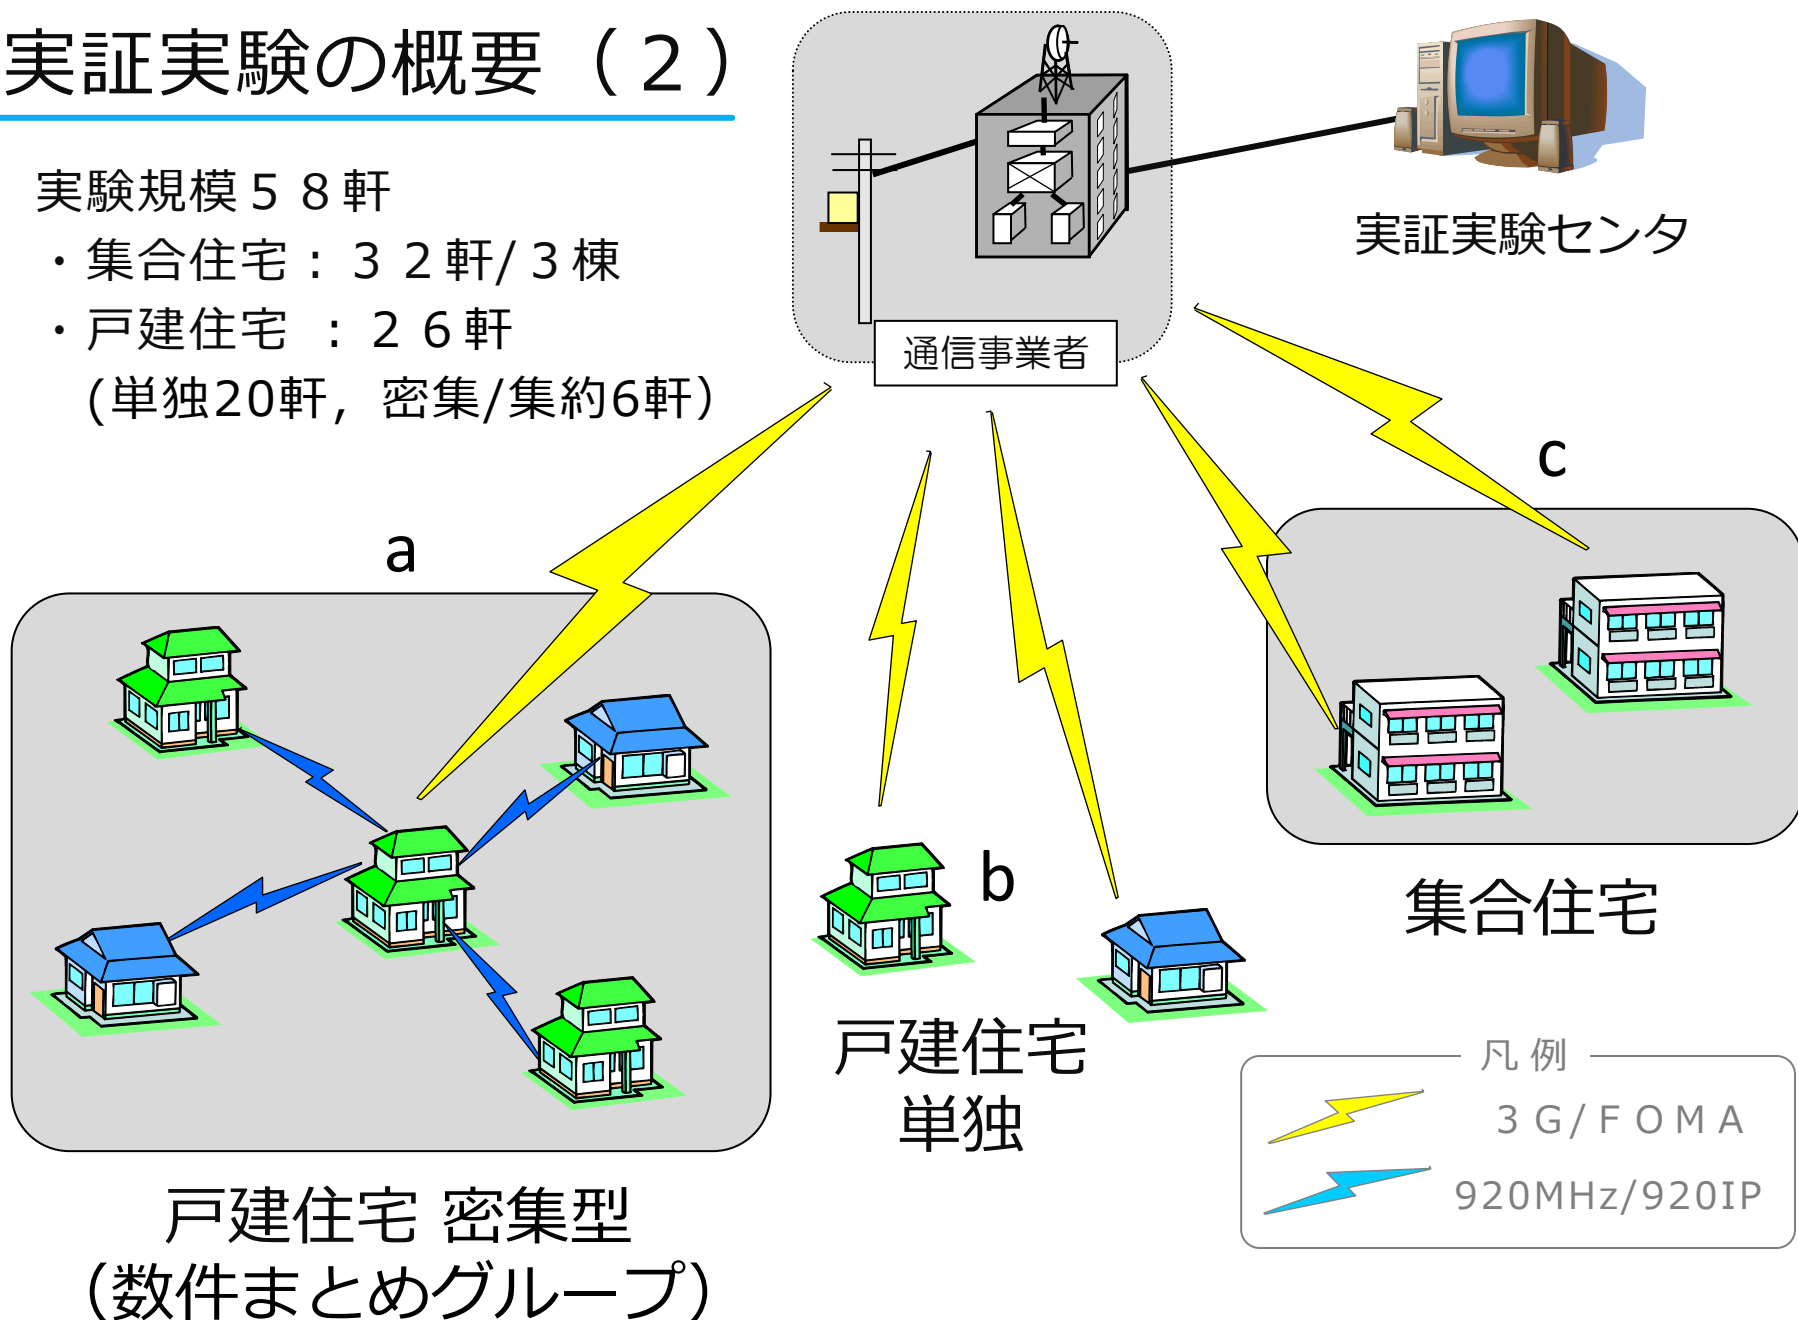 実証実験の概要（２）
実験規模５８軒
・集合住宅：３２軒/３棟
・戸建住宅 ：２６軒
(単独20軒，密集/集約6軒）
通信事業者
実証実験センタ
a
b
c
戸建住宅 密集型
（数件まとめグループ）
戸建住宅
単独
集合住宅
凡例
３Ｇ/ＦＯＭＡ
920MHz/920IP